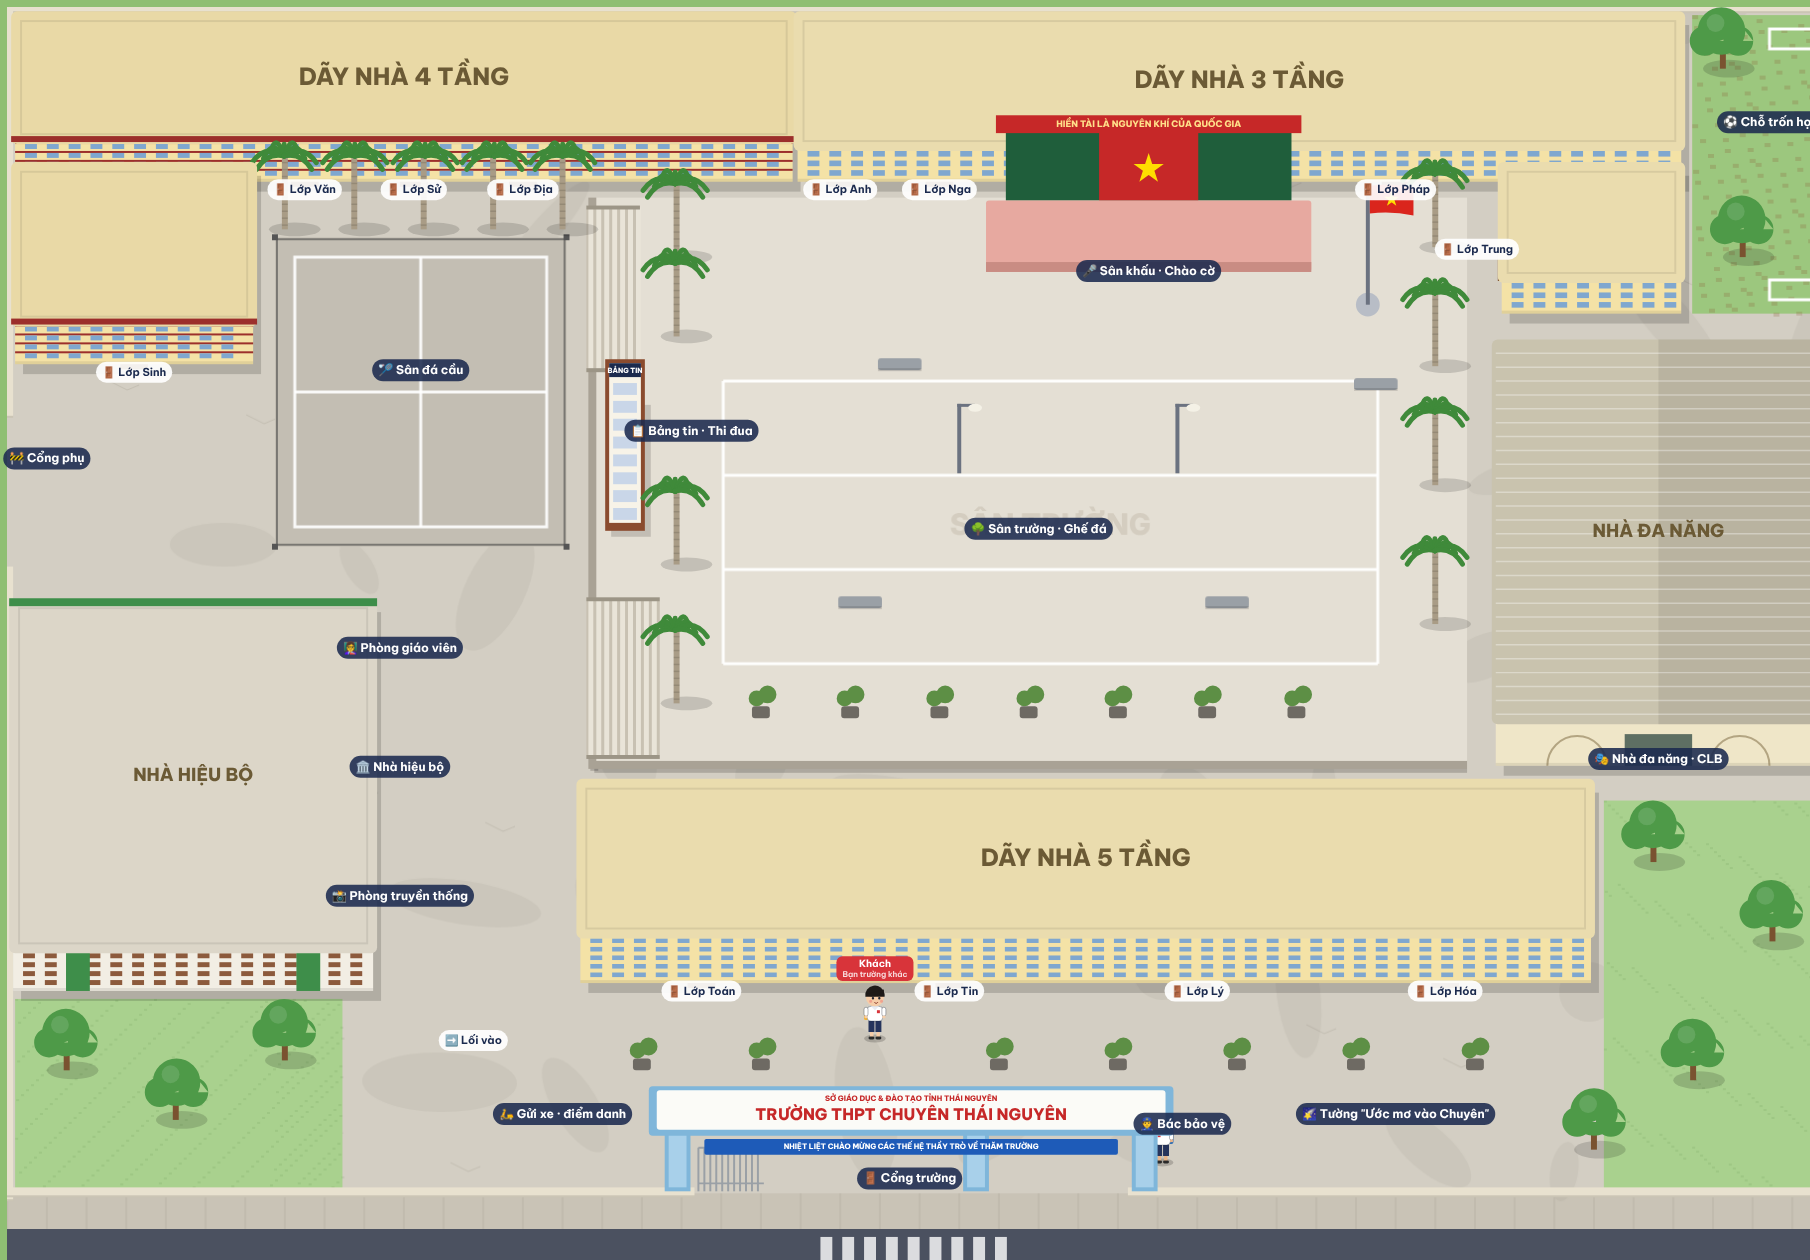 DÃY NHÀ 4 TẦNG
DÃY NHÀ 3 TẦNG
HIỀN TÀI LÀ NGUYÊN KHÍ CỦA QUỐC GIA
Chỗ trốn họ
Lớp Văn
Lớp Sử
Lớp Địa
Lớp Anh
Lớp Nga
Lớp Pháp
Lớp Trung
Sân khấu · Chào cờ
Lớp Sinh
Sân đá cầu
BẢNG TIN
Bảng tin · Thi đua
Cổng phụ
SÂN TRƯỜNG
Sân trường · Ghế đá
NHÀ ĐA NĂNG
Phòng giáo viên
NHÀ HIỆU BỘ
Nhà hiệu bộ
Nhà đa năng · CLB
DÃY NHÀ 5 TẦNG
Phòng truyền thống
Khách
Bạn trường khác
Lớp Toán
Lớp Tin
Lớp Lý
Lớp Hóa
Lối vào
SỞ GIÁO DỤC & ĐÀO TẠO TỈNH THÁI NGUYÊN
TRƯỜNG THPT CHUYÊN THÁI NGUYÊN
Gửi xe · điểm danh
Bác bảo vệ
Tường "Ước mơ vào Chuyên"
NHIỆT LIỆT CHÀO MỪNG CÁC THẾ HỆ THẦY TRÒ VỀ THĂM TRƯỜNG
Cổng trường